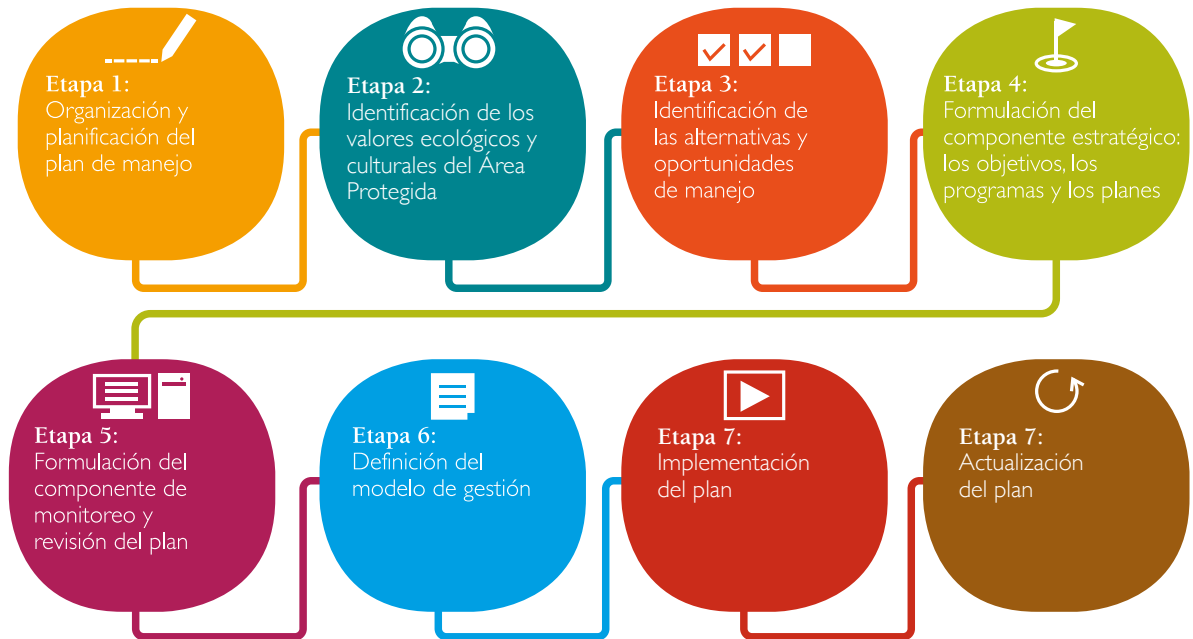 Etapa 1:
Organización y
planificación del
plan de manejo
Etapa 2:
Identificación de los
valores ecológicos y
culturales del Área
Protegida
Etapa 3:
Identificación de
las alternativas y
oportunidades
de manejo
Etapa 4:
Formulación del
componente estratégico:
los objetivos, los
programas y los planes
Etapa 5:
Formulación del
componente de
monitoreo y
revisión del plan
Etapa 6:
Definición del
modelo de gestión
Etapa 7:
Implementación
del plan
Etapa 7:
Actualización
del plan